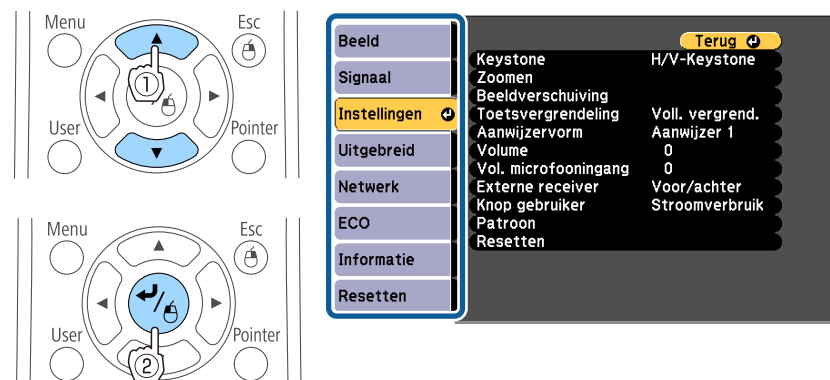 Menu
Esc
1
User
Pointer
Menu
Esc
User
Pointer
2
Beeld
Signaal
Instellingen
Uitgebreid
Netwerk
ECO
Informatie
Resetten
Terug
Keystone H/V-Keystone
Zoomen
Beeldverschuiving
Toetsvergrendeling Voll. vergrend.
Aanwijzervorm Aanwijzer 1
Volume 0
Vol. microfooningang 0
Externe receiver Voor/achter
Knop gebruiker Stroomverbruik
Patroon
Resetten